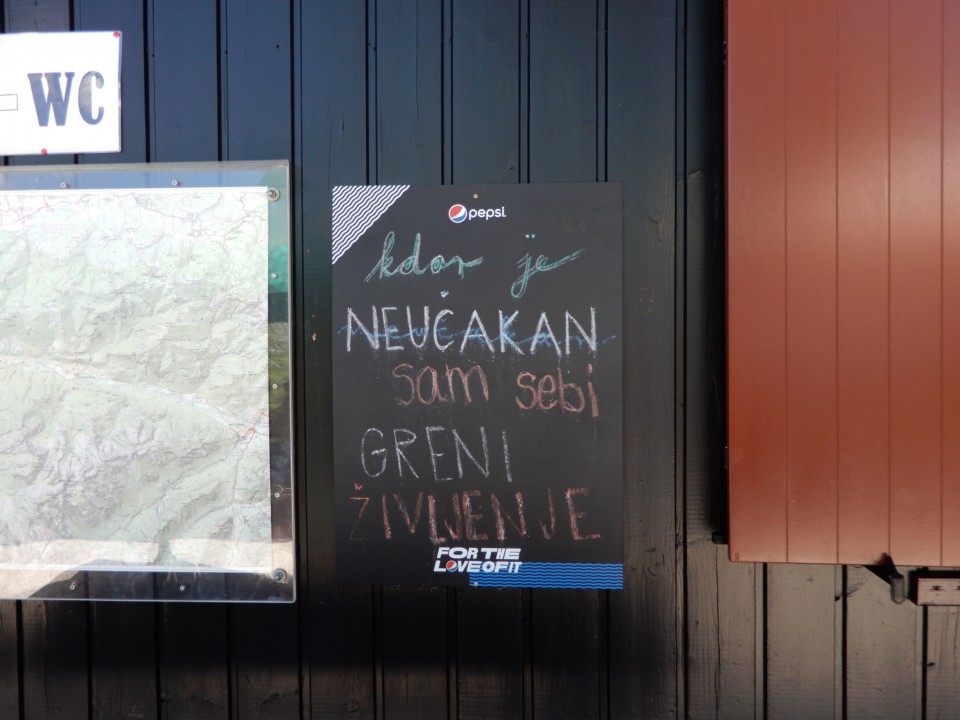 WC
pepsi
kdor je
NEUČAKAN
sam sebi
GRENI
ŽIVLJENJE
FOR THE
LOVE OF IT